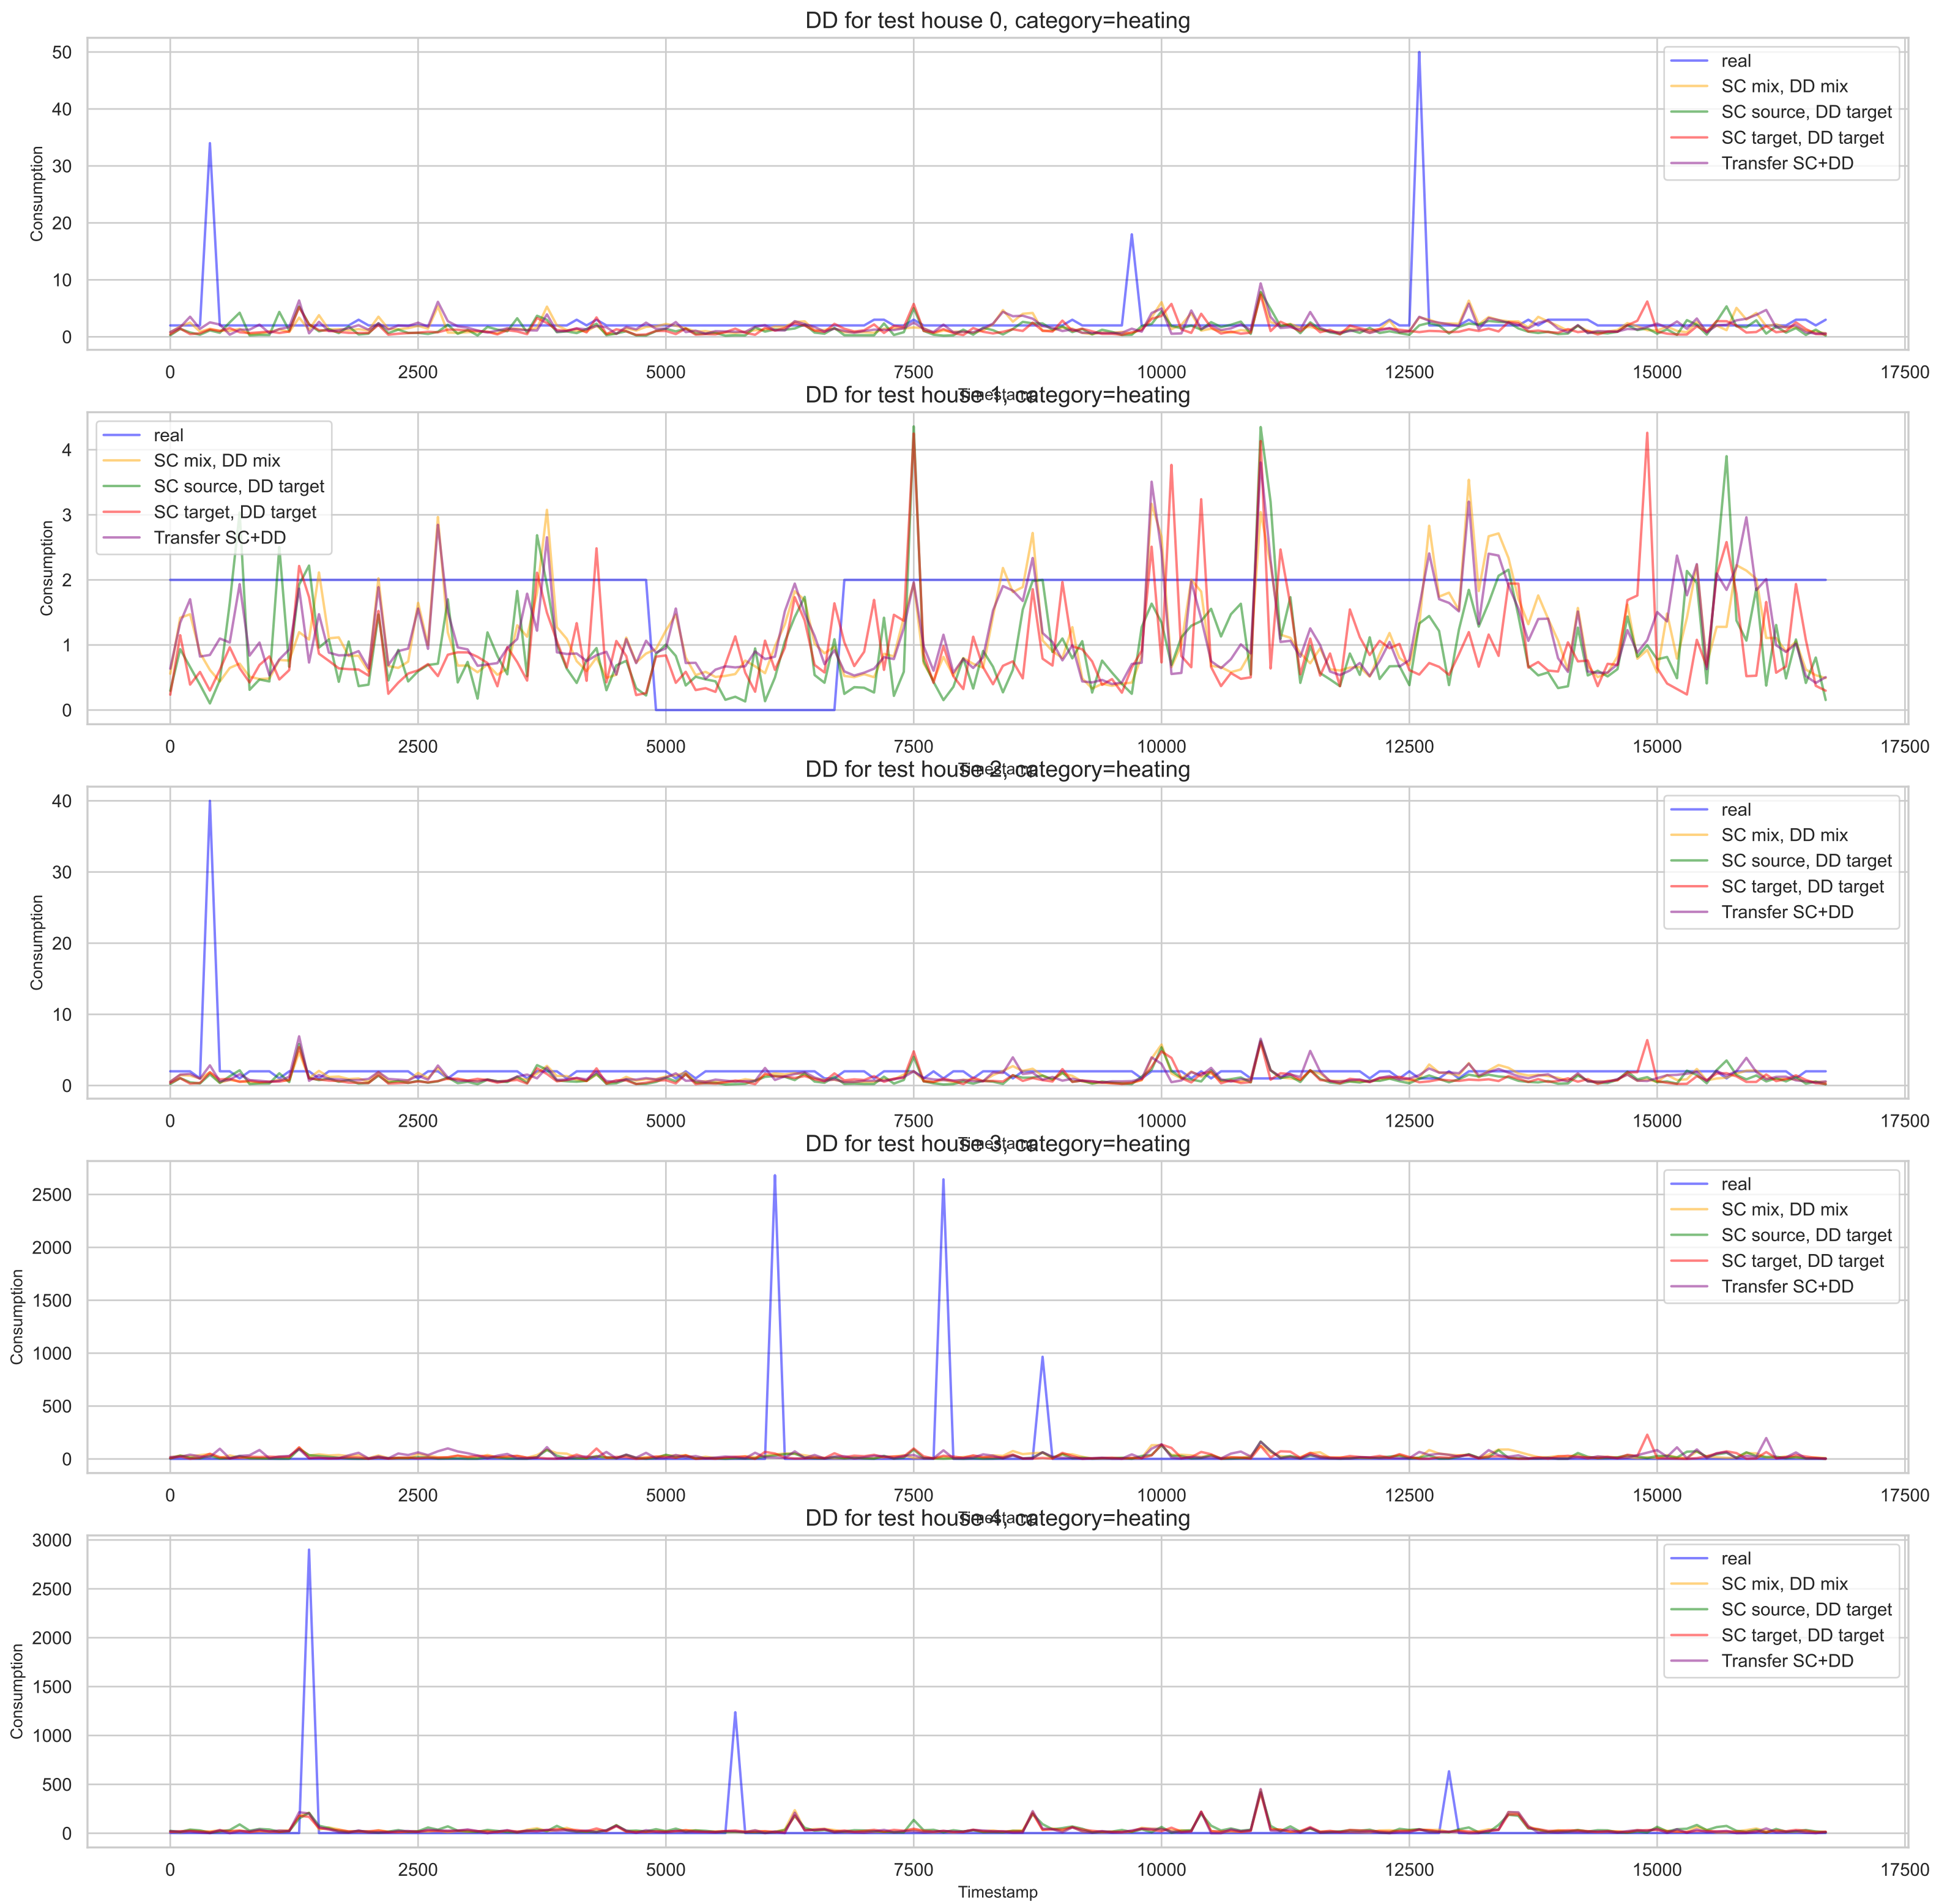 DD for test house 0, category=heating
Consumption
50
40
30
20
10
0
real
SC mix, DD mix
SC source, DD target
SC target, DD target
Transfer SC+DD
0 2500 5000 7500 10000 12500 15000 17500
Timestamp
DD for test house 1, category=heating
Consumption
4
3
2
1
0
real
SC mix, DD mix
SC source, DD target
SC target, DD target
Transfer SC+DD
0 2500 5000 7500 10000 12500 15000 17500
Timestamp
DD for test house 2, category=heating
Consumption
40
30
20
10
0
real
SC mix, DD mix
SC source, DD target
SC target, DD target
Transfer SC+DD
0 2500 5000 7500 10000 12500 15000 17500
Timestamp
DD for test house 3, category=heating
Consumption
2500
2000
1500
1000
500
0
real
SC mix, DD mix
SC source, DD target
SC target, DD target
Transfer SC+DD
0 2500 5000 7500 10000 12500 15000 17500
Timestamp
DD for test house 4, category=heating
Consumption
3000
2500
2000
1500
1000
500
0
real
SC mix, DD mix
SC source, DD target
SC target, DD target
Transfer SC+DD
0 2500 5000 7500 10000 12500 15000 17500
Timestamp